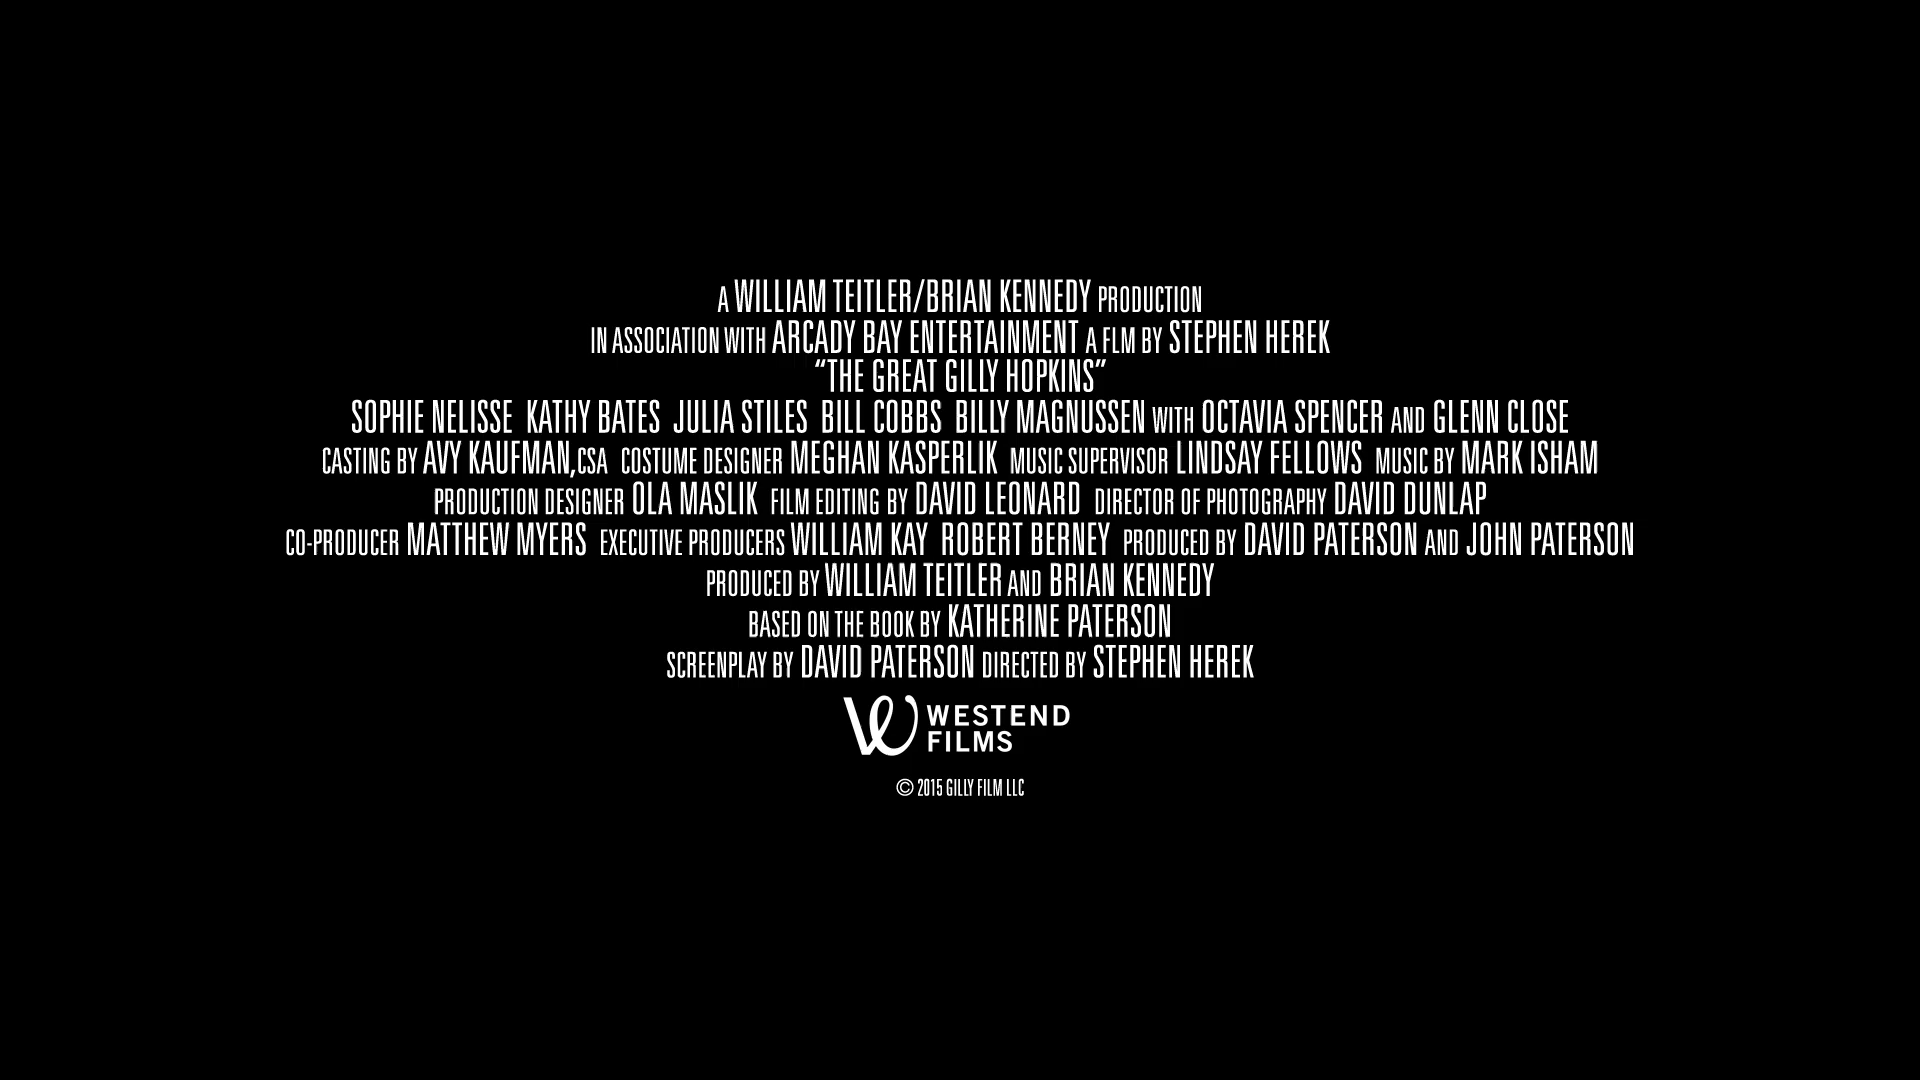 A WILLIAM TEITLER/BRIAN KENNEDY PRODUCTION
IN ASSOCIATION WITH ARCADY BAY ENTERTAINMENT A FLM BY STEPHEN HEREK
“THE GREAT GILLY HOPKINS”
SOPHIE NELISSE KATHY BATES JULIA STILES BILL COBBS BILLY MAGNUSSEN WITH OCTAVIA SPENCER AND GLENN CLOSE
CASTING BY AVY KAUFMAN,CSA COSTUME DESIGNER MEGHAN KASPERLIK MUSIC SUPERVISOR LINDSAY FELLOWS MUSIC BY MARK ISHAM
PRODUCTION DESIGNER OLA MASLIK FILM EDITING BY DAVID LEONARD DIRECTOR OF PHOTOGRAPHY DAVID DUNLAP
CO-PRODUCER MATTHEW MYERS EXECUTIVE PRODUCERS WILLIAM KAY ROBERT BERNEY PRODUCED BY DAVID PATERSON AND JOHN PATERSON
PRODUCED BY WILLIAM TEITLER AND BRIAN KENNEDY
BASED ON THE BOOK BY KATHERINE PATERSON
SCREENPLAY BY DAVID PATERSON DIRECTED BY STEPHEN HEREK
W WESTEND
FILMS
© 2015 GILLY FILM LLC